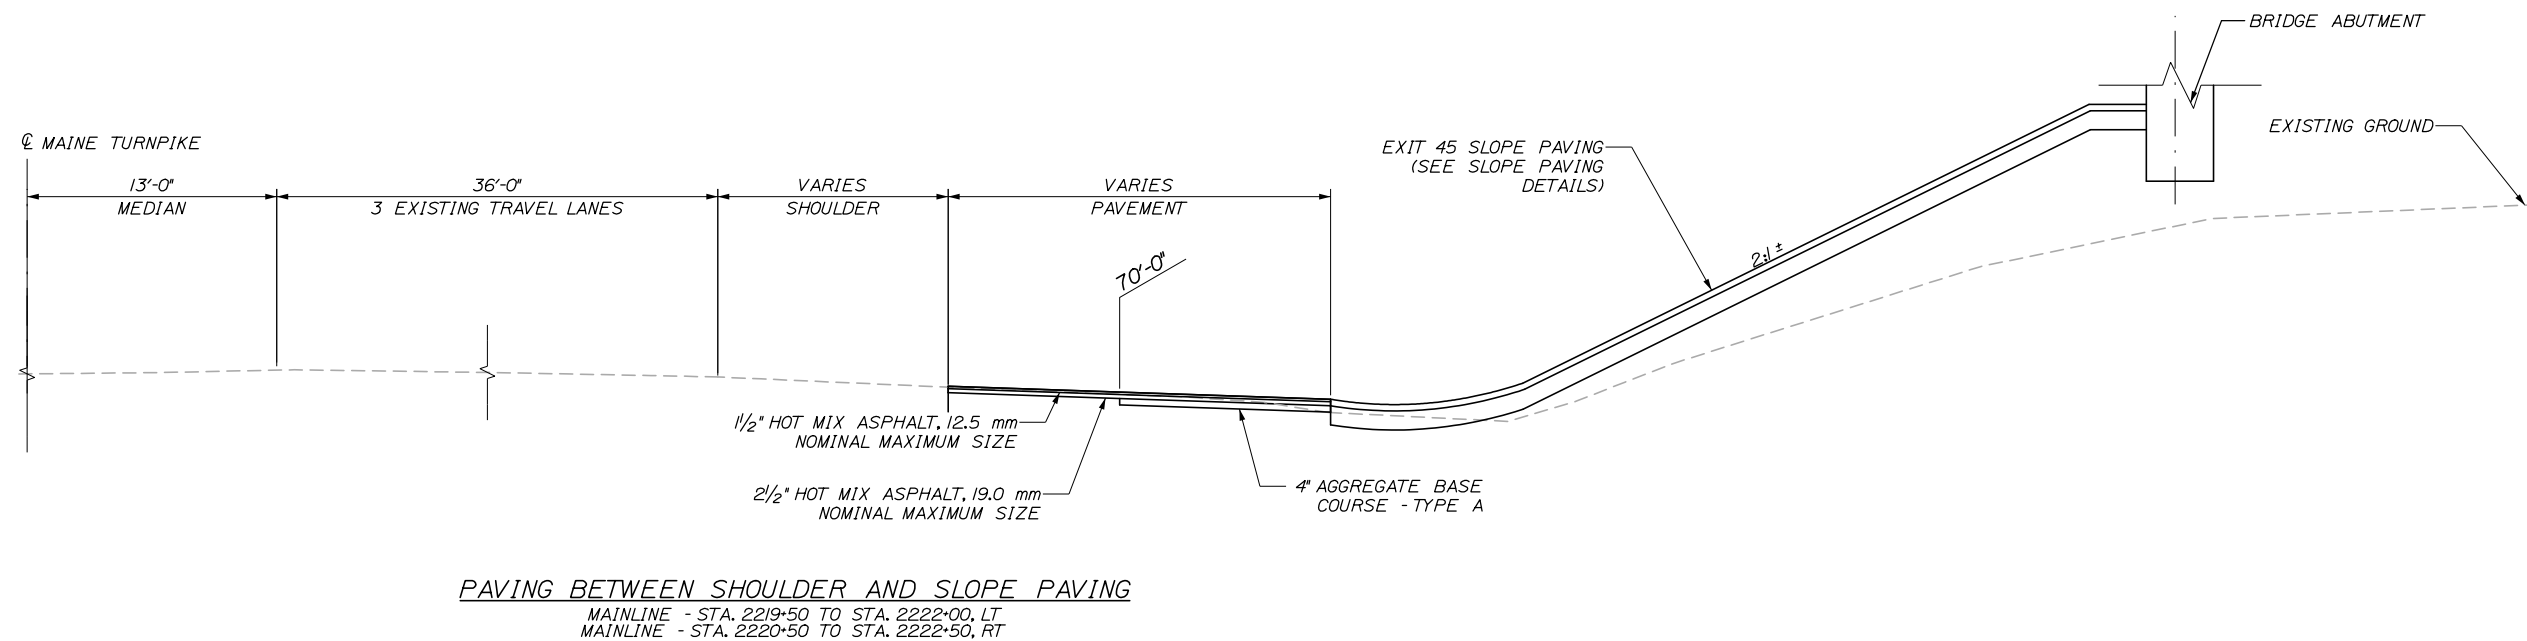 BRIDGE ABUTMENT
℄ MAINE TURNPIKE
EXISTING GROUND
EXIT 45 SLOPE PAVING
(SEE SLOPE PAVING
DETAILS)
13'-0"
MEDIAN
36'-0"
3 EXISTING TRAVEL LANES
VARIES
SHOULDER
VARIES
PAVEMENT
70'-0"
2:1 ±
1 1/2" HOT MIX ASPHALT, 12.5 mm
NOMINAL MAXIMUM SIZE
2 1/2" HOT MIX ASPHALT, 19.0 mm
NOMINAL MAXIMUM SIZE
4" AGGREGATE BASE
COURSE - TYPE A
PAVING BETWEEN SHOULDER AND SLOPE PAVING
MAINLINE - STA. 2219+50 TO STA. 2222+00, LT
MAINLINE - STA. 2220+50 TO STA. 2222+50, RT